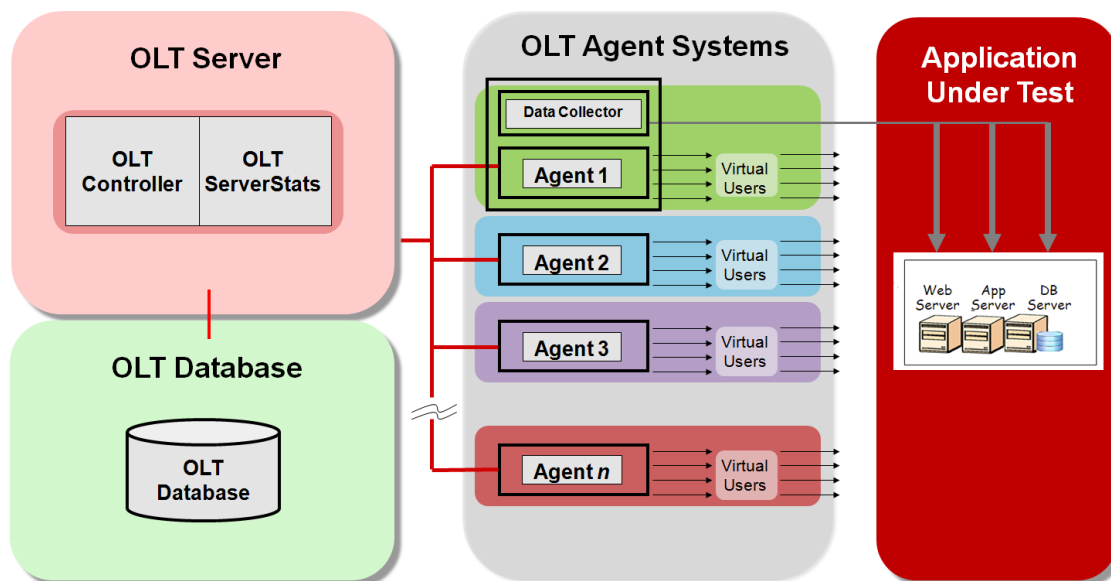 OLT Server
OLT
Controller
OLT
ServerStats
OLT Database
OLT
Database
OLT Agent Systems
Data Collector
Agent 1
Virtual
Users
Agent 2
Virtual
Users
Agent 3
Virtual
Users
Agent n
Virtual
Users
Application
Under Test
Web
Server
App
Server
DB
Server